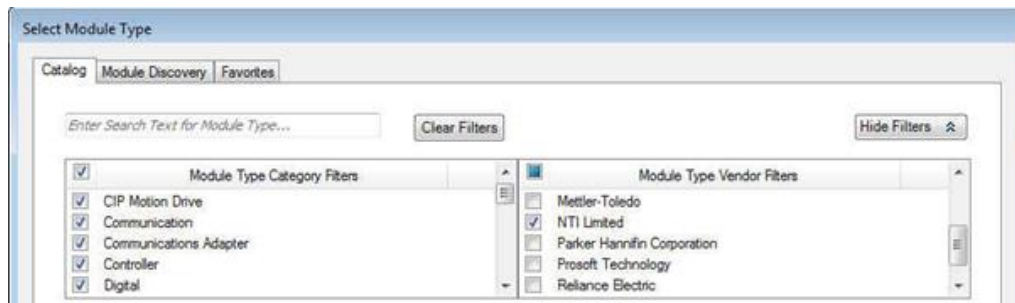 Select Module Type
Catalog Module Discovery Favorites
Enter Search Text for Module Type... Clear Filters Hide Filters
Module Type Category Filters Module Type Vendor Filters
CIP Motion Drive Mettler-Toledo
Communication NTI Limited
Communications Adapter Parker Hannifin Corporation
Controller Prosoft Technology
Digital Reliance Electric